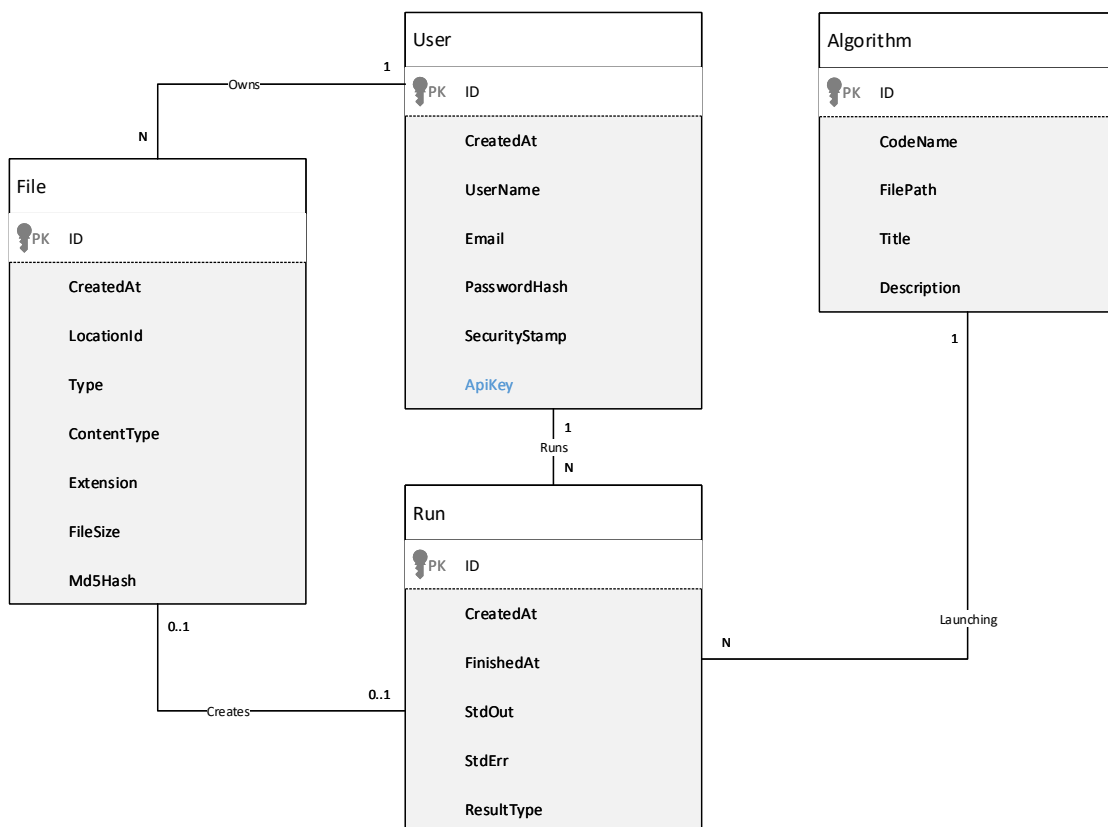 User
PK ID
CreatedAt
UserName
Email
PasswordHash
SecurityStamp
ApiKey
Algorithm
PK ID
CodeName
FilePath
Title
Description
1
Owns
N
File
PK ID
CreatedAt
LocationId
Type
ContentType
Extension
FileSize
Md5Hash
1
Runs
N
1
Launching
N
Run
PK ID
CreatedAt
FinishedAt
StdOut
StdErr
ResultType
0..1
Creates
0..1